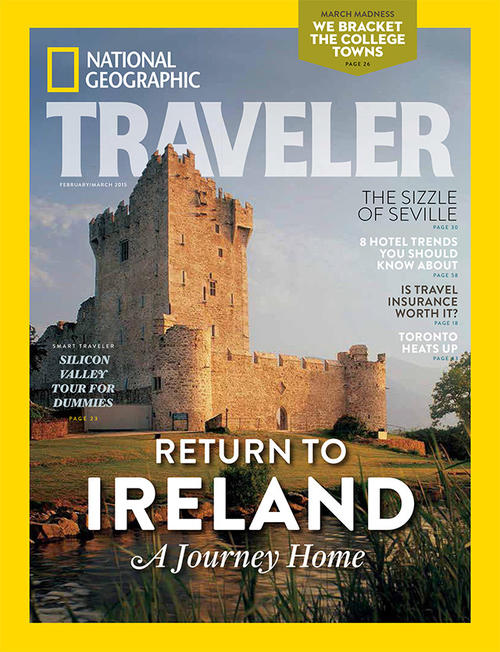 MARCH MADNESS
WE BRACKET
THE COLLEGE
TOWNS
PAGE 26
NATIONAL
GEOGRAPHIC
TRAVELER
FEBRUARY/MARCH 2015
THE SIZZLE
OF SEVILLE
PAGE 30
8 HOTEL TRENDS
YOU SHOULD
KNOW ABOUT
PAGE 58
IS TRAVEL
INSURANCE
WORTH IT?
PAGE 18
TORONTO
HEATS UP
PAGE
SMART TRAVELER
SILICON
VALLEY
TOUR FOR
DUMMIES
PAGE 23
RETURN TO
IRELAND
A Journey Home